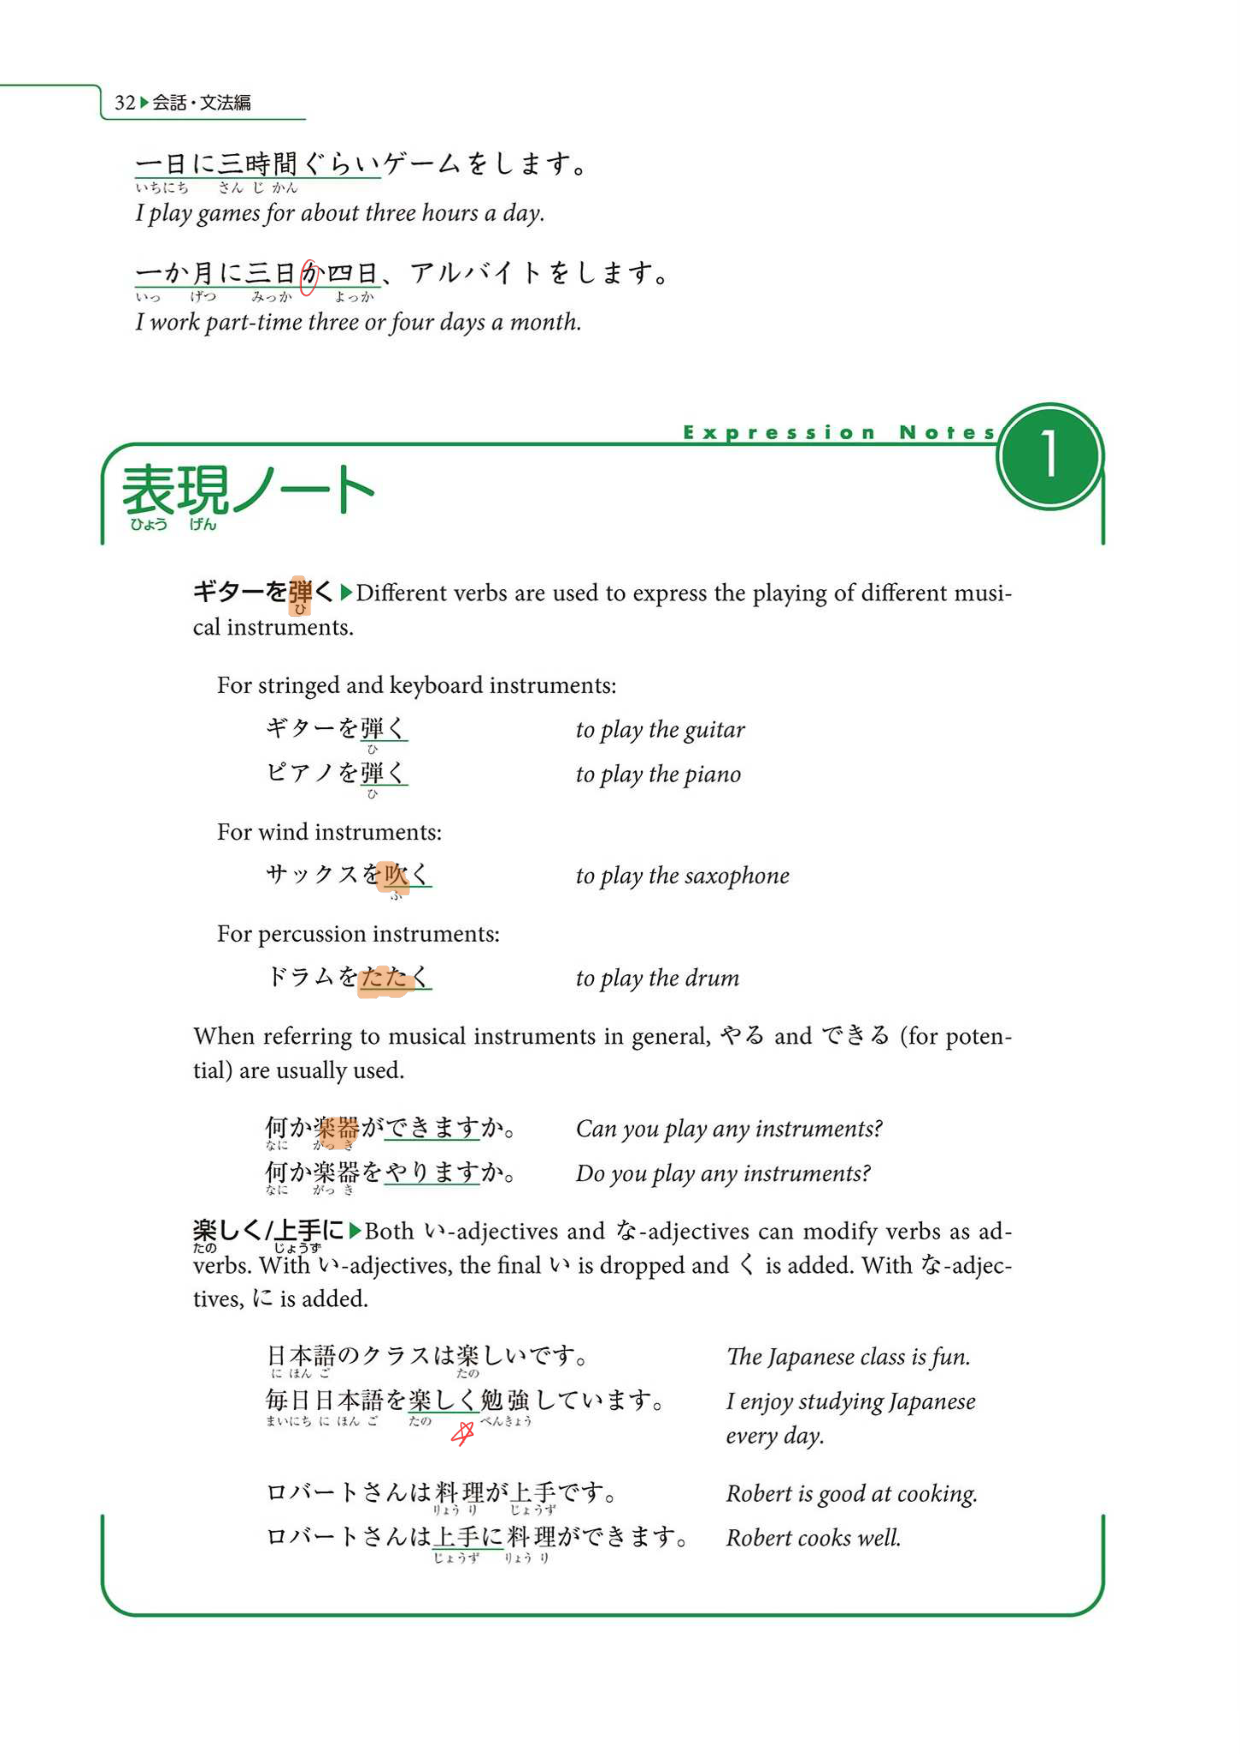 32▶会話・文法編
一日に三時間ぐらいゲームをします。
いちにち さんじかん
I play games for about three hours a day.
一か月に三日か四日、アルバイトをします。
いっ げつ みっか よっか
I work part-time three or four days a month.
Expression Notes 1
表現ノート
ひょう げん
ギターを弾く▶Different verbs are used to express the playing of different musi-
ひ
cal instruments.
For stringed and keyboard instruments:
ギターを弾く to play the guitar
ひ
ピアノを弾く to play the piano
ひ
For wind instruments:
サックスを吹く to play the saxophone
ふ
For percussion instruments:
ドラムをたたく to play the drum
When referring to musical instruments in general, やる and できる (for poten-
tial) are usually used.
何か楽器ができますか。 Can you play any instruments?
なに がっき
何か楽器をやりますか。 Do you play any instruments?
なに がっき
楽しく/上手に▶Both い-adjectives and な-adjectives can modify verbs as ad-
たの じょうず
verbs. With い-adjectives, the final い is dropped and く is added. With な-adjec-
tives, に is added.
日本語のクラスは楽しいです。 The Japanese class is fun.
にほんご たの
毎日日本語を楽しく勉強しています。 I enjoy studying Japanese
まいにちにほんご たの べんきょう
every day.
ロバートさんは料理が上手です。 Robert is good at cooking.
りょうり じょうず
ロバートさんは上手に料理ができます。 Robert cooks well.
じょうず りょうり